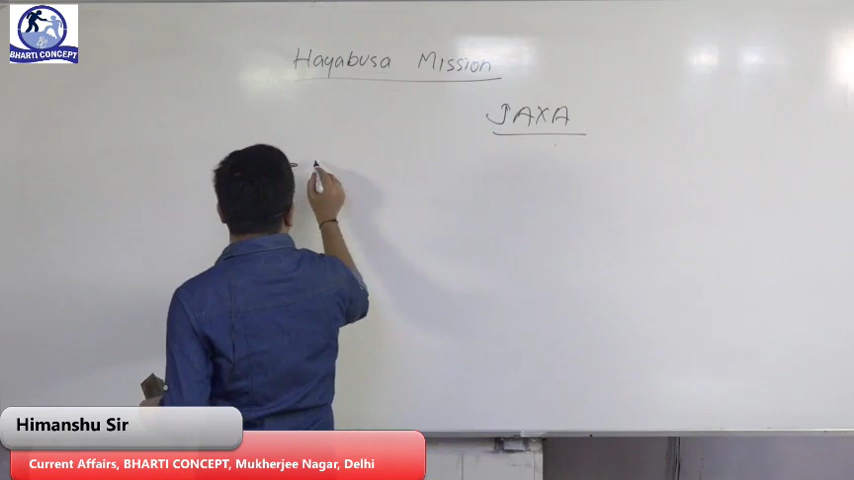 BHARTI CONCEPT
Hayabusa Mission
JAXA
Himanshu Sir
Current Affairs, BHARTI CONCEPT, Mukherjee Nagar, Delhi